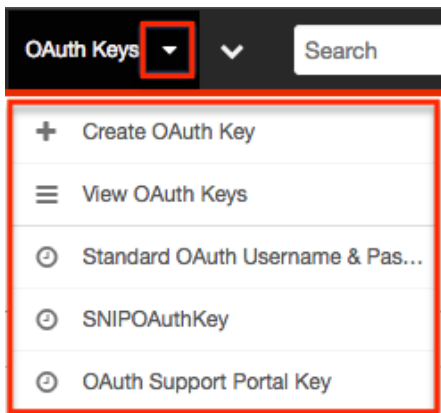 OAuth Keys Search
Create OAuth Key
View OAuth Keys
Standard OAuth Username & Pas...
SNIPOAuthKey
OAuth Support Portal Key